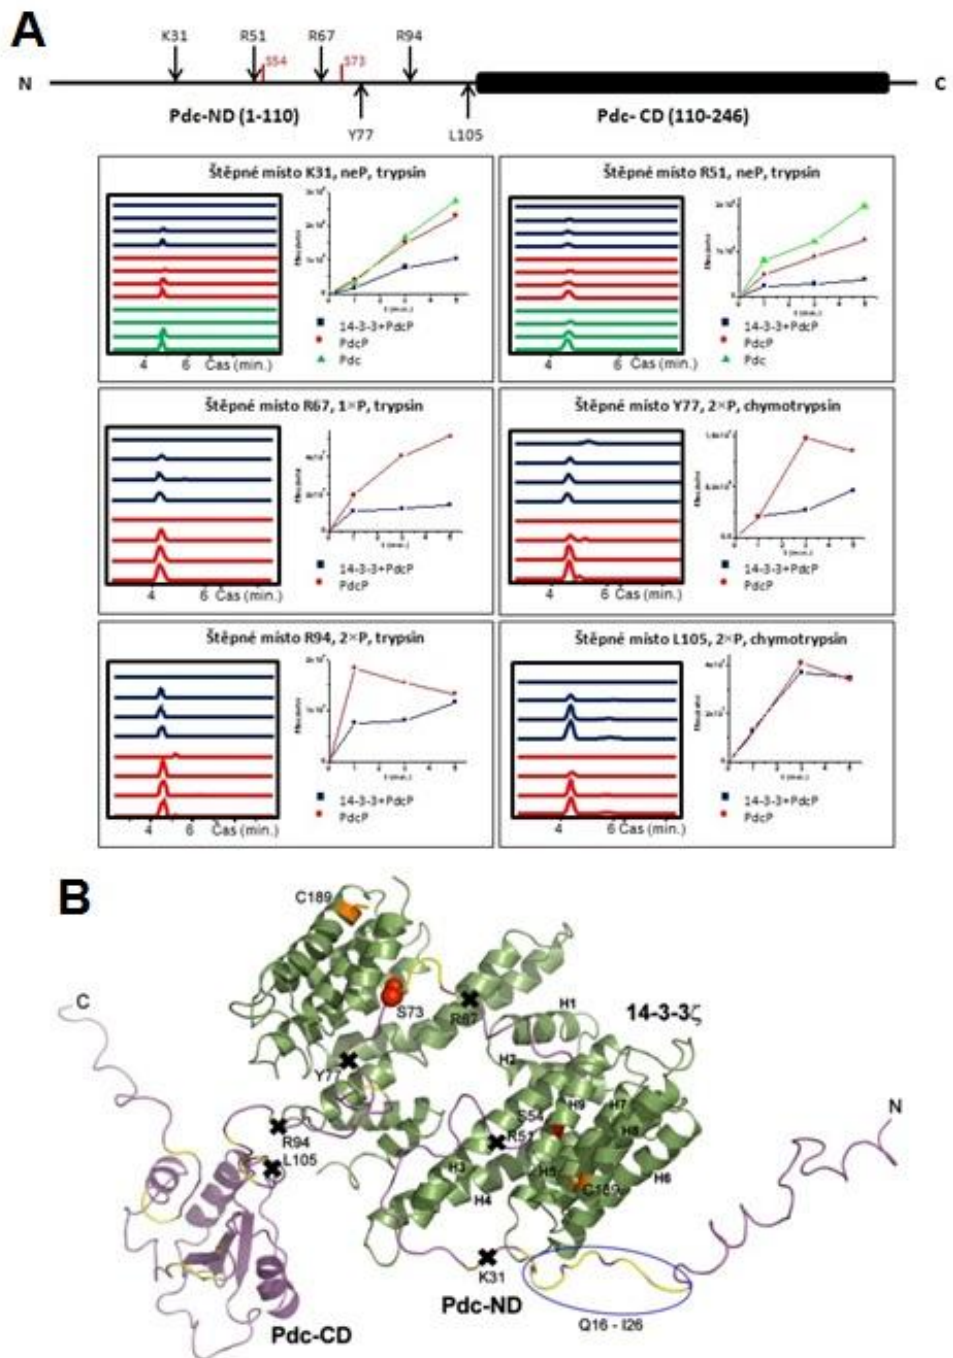 A
K31 R51 R67 R94
S54 S73
N C
Pdc-ND (1-110) Pdc- CD (110-246)
Y77 L105
Štěpné místo K31, neP, trypsin
4 6 Cas (min.)
14-3-3+PdcP
PdcP
Pdc
Štěpné místo R51, neP, trypsin
4 6 Cas (min.)
14-3-3+PdcP
PdcP
Pdc
Štěpné místo R67, 1×P, trypsin
4 6 Cas (min.)
14-3-3+PdcP
PdcP
Štěpné místo Y77, 2×P, chymotrypsin
4 6 Cas (min.)
14-3-3+PdcP
PdcP
Štěpné místo R94, 2×P, trypsin
4 6 Cas (min.)
14-3-3+PdcP
PdcP
Štěpné místo L105, 2×P, chymotrypsin
4 6 Cas (min.)
14-3-3+PdcP
PdcP
B
C189
C
S73
R67
H1
14-3-3ζ
Y77
H2
N
S54
H9
H7
R94
R51
H8
L105
H3
H5
C189
H6
H4
K31
Pdc-ND
Q16 - I26
Pdc-CD